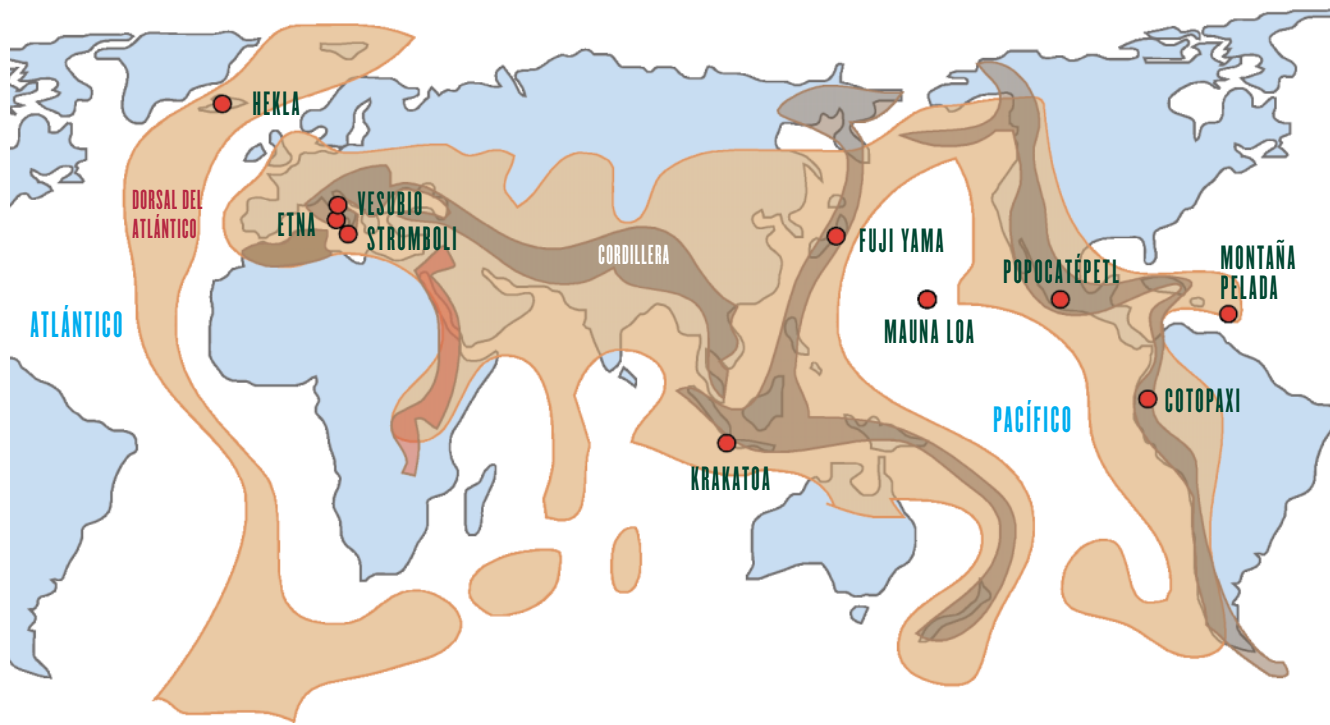 HEKLA
DORSAL DEL
ATLÁNTICO
VESUBIO
ETNA
STROMBOLI
CORDILLERA
FUJI YAMA
MONTAÑA
PELADA
POPOCATÉPETL
ATLÁNTICO
MAUNA LOA
COTOPAXI
PACÍFICO
KRAKATOA